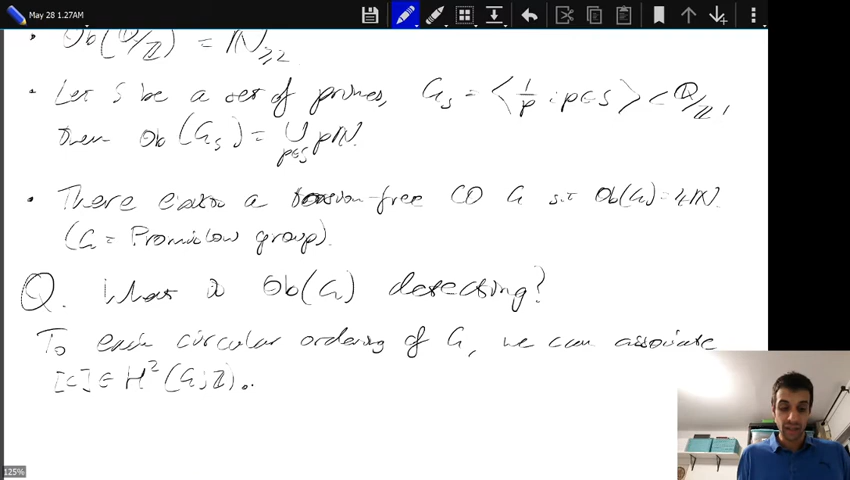 May 28 1.27AM
• Ob(ℚ/ℤ) = ℕ≥2
• Let S be a set of primes, G_S = ⟨1/p : p∈S⟩ < ℚ/ℤ,
then Ob(G_S) = ∪_{p∈S} pℕ.
• There exists a torsion-free CO G s.t. Ob(G) = 4ℕ.
(G = Promislow group).
Q. What is Ob(G) detecting?
To each circular ordering of G, we can associate
[c] ∈ H²(G; ℤ).
125%